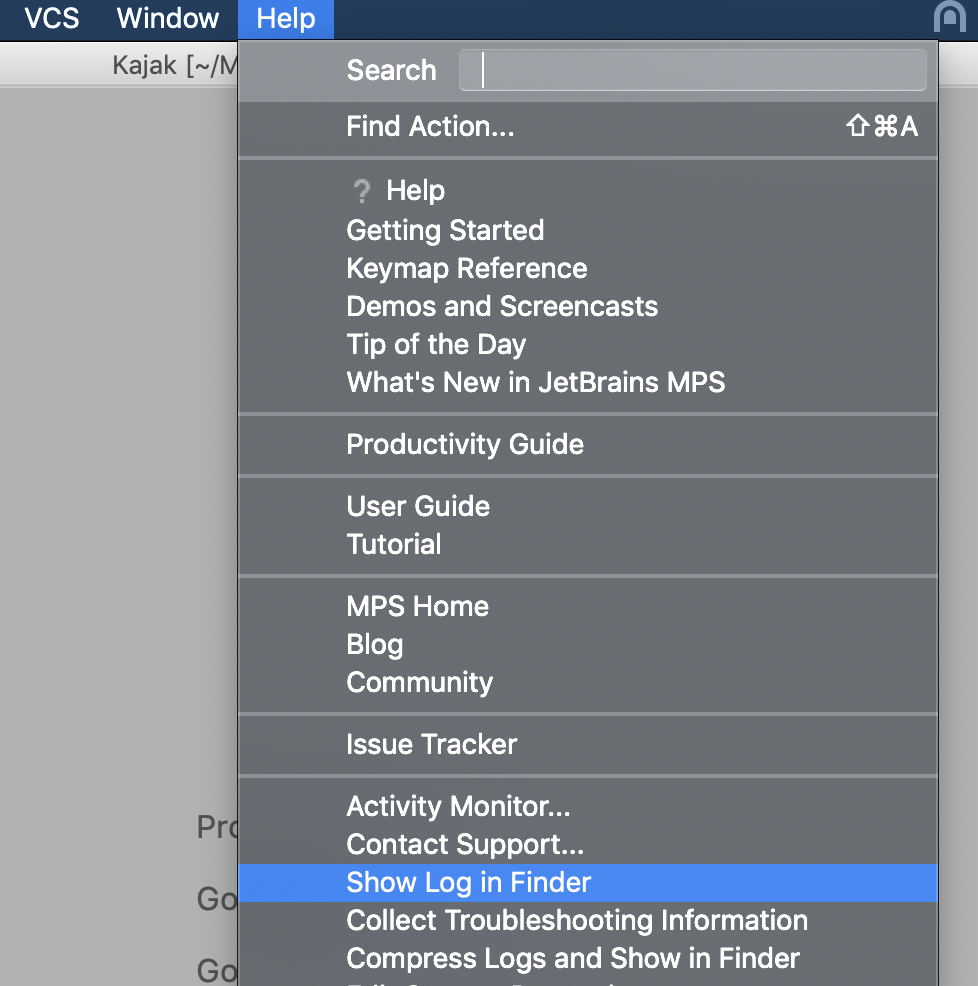 VCS Window Help
Kajak [~/M
Search
Find Action... ⇧⌘A
? Help
Getting Started
Keymap Reference
Demos and Screencasts
Tip of the Day
What's New in JetBrains MPS
Productivity Guide
User Guide
Tutorial
MPS Home
Blog
Community
Issue Tracker
Activity Monitor...
Contact Support...
Show Log in Finder
Collect Troubleshooting Information
Compress Logs and Show in Finder
Pro
Go
Go